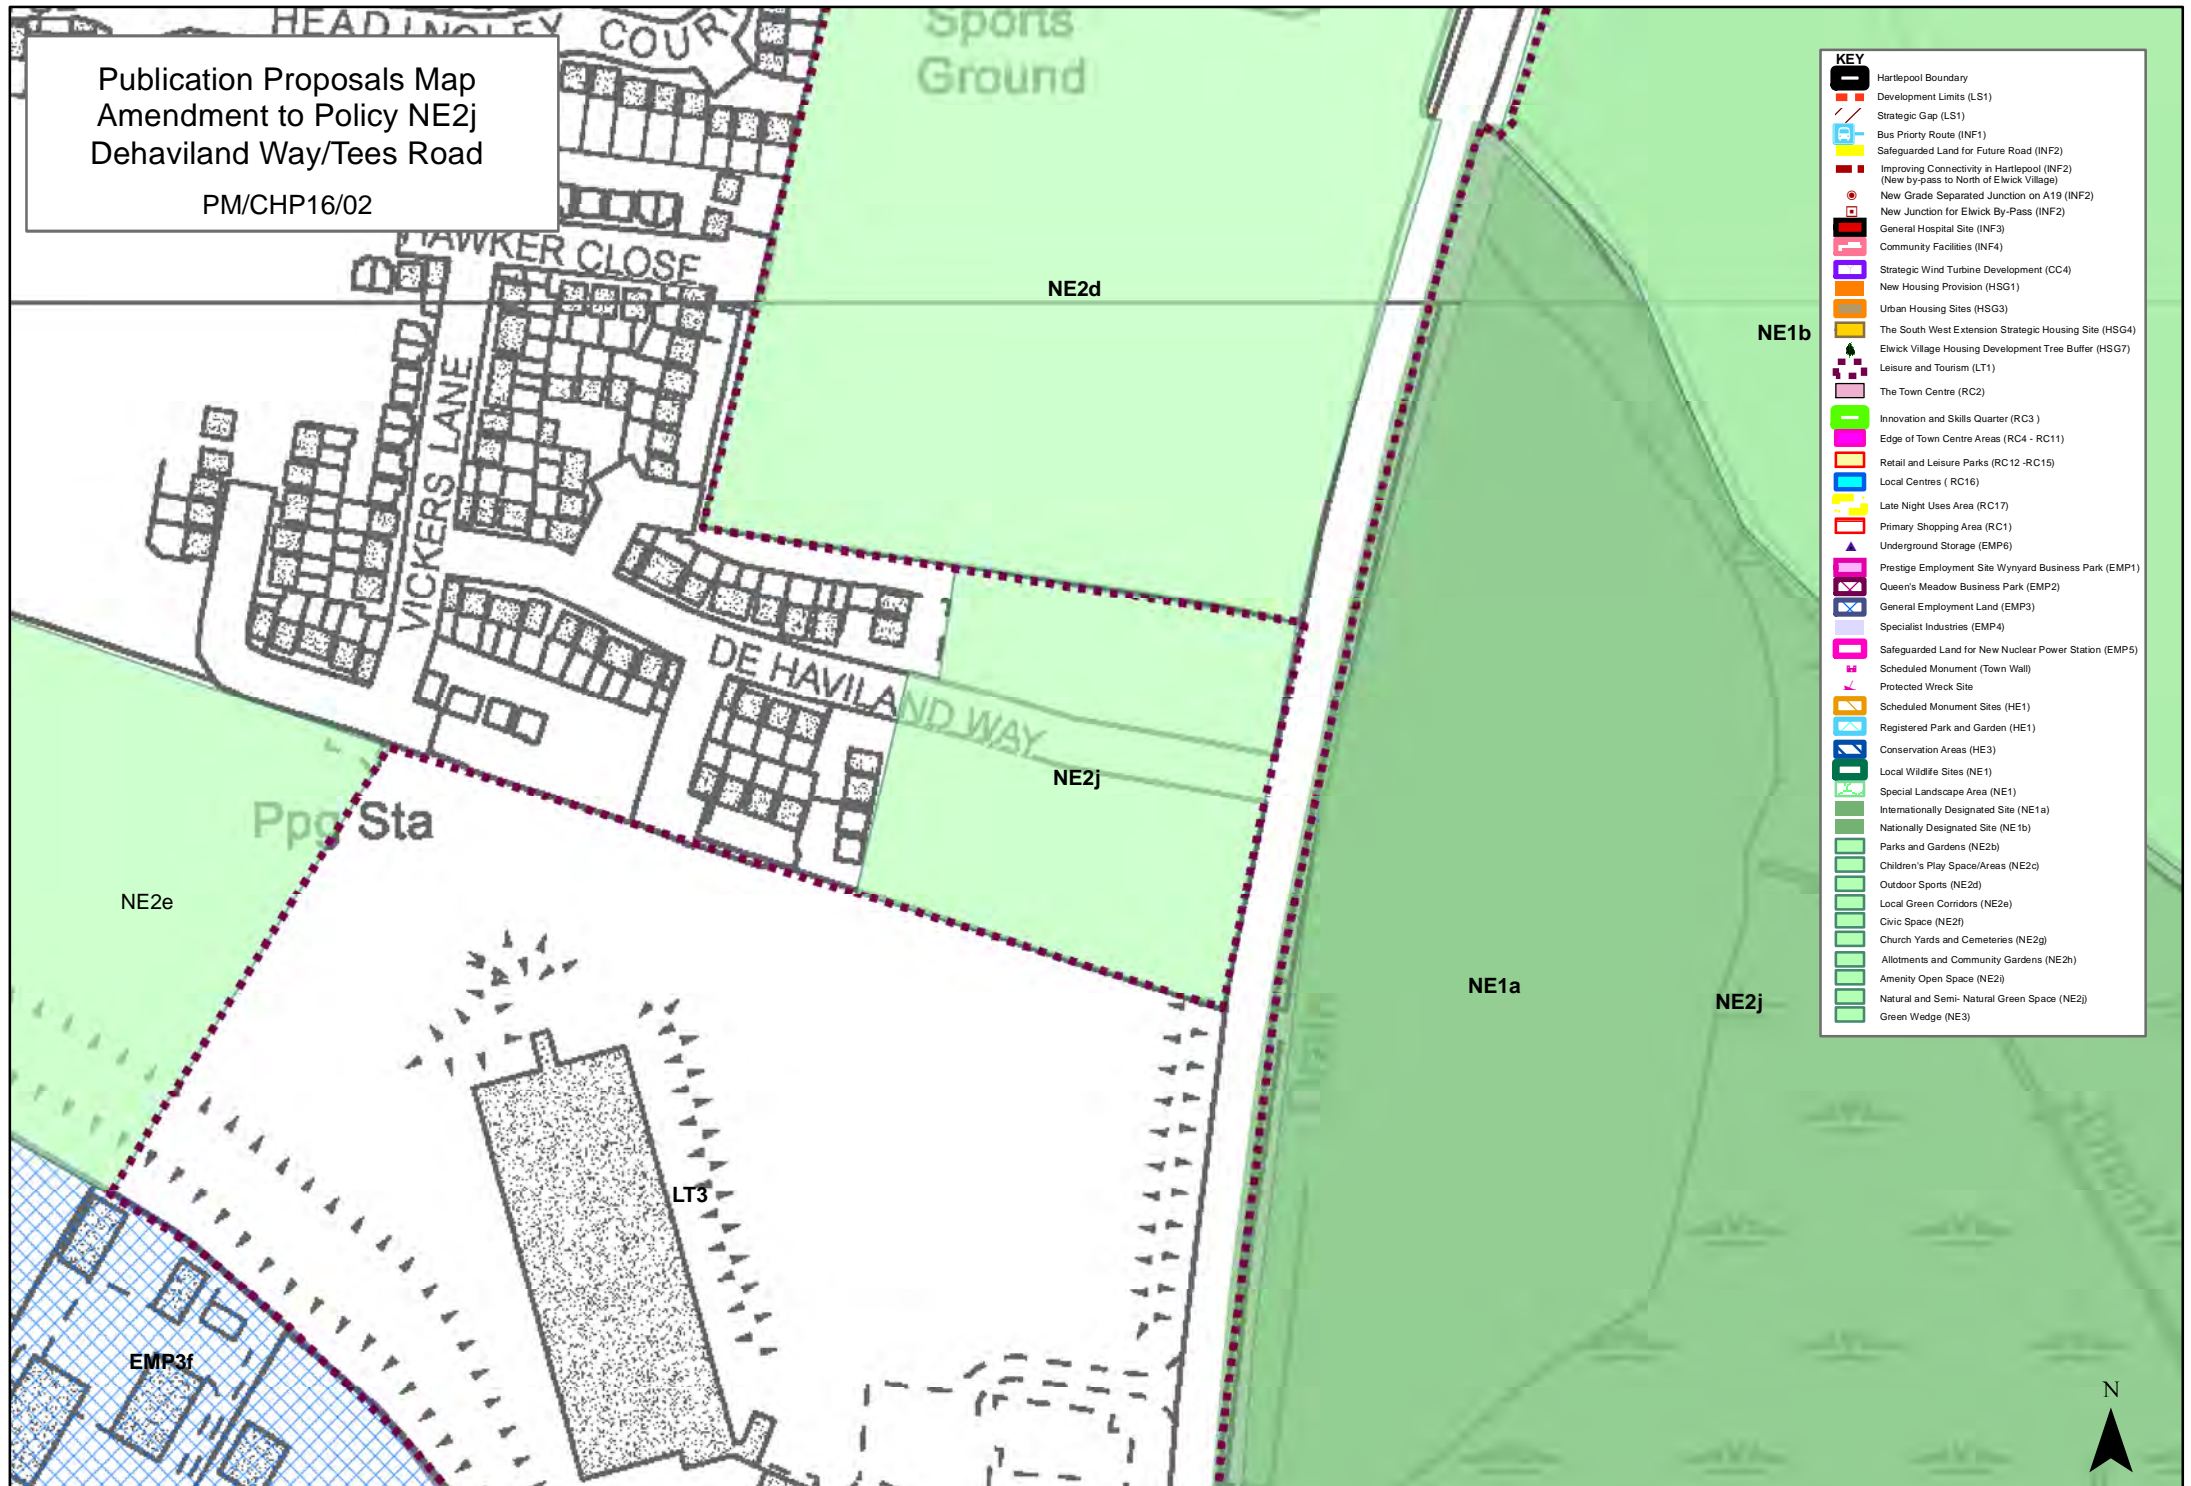 HEADINGLEY COURT
Publication Proposals Map
Amendment to Policy NE2j
Dehaviland Way/Tees Road
PM/CHP16/02
Sports
Ground
HAWKER CLOSE
VICKERS LANE
DE HAVILAND WAY
NE2d
NE1b
NE2j
Ppg Sta
NE2e
NE1a
NE2j
LT3
EMP3f
Drain
KEY
Hartlepool Boundary
Development Limits (LS1)
Strategic Gap (LS1)
Bus Priorty Route (INF1)
Safeguarded Land for Future Road (INF2)
Improving Connectivity in Hartlepool (INF2)
(New by-pass to North of Elwick Village)
New Grade Separated Junction on A19 (INF2)
New Junction for Elwick By-Pass (INF2)
General Hospital Site (INF3)
Community Facilities (INF4)
Strategic Wind Turbine Development (CC4)
New Housing Provision (HSG1)
Urban Housing Sites (HSG3)
The South West Extension Strategic Housing Site (HSG4)
Elwick Village Housing Development Tree Buffer (HSG7)
Leisure and Tourism (LT1)
The Town Centre (RC2)
Innovation and Skills Quarter (RC3 )
Edge of Town Centre Areas (RC4 - RC11)
Retail and Leisure Parks (RC12 -RC15)
Local Centres ( RC16)
Late Night Uses Area (RC17)
Primary Shopping Area (RC1)
Underground Storage (EMP6)
Prestige Employment Site Wynyard Business Park (EMP1)
Queen's Meadow Business Park (EMP2)
General Employment Land (EMP3)
Specialist Industries (EMP4)
Safeguarded Land for New Nuclear Power Station (EMP5)
Scheduled Monument (Town Wall)
Protected Wreck Site
Scheduled Monument Sites (HE1)
Registered Park and Garden (HE1)
Conservation Areas (HE3)
Local Wildlife Sites (NE1)
Special Landscape Area (NE1)
Internationally Designated Site (NE1a)
Nationally Designated Site (NE1b)
Parks and Gardens (NE2b)
Children's Play Space/Areas (NE2c)
Outdoor Sports (NE2d)
Local Green Corridors (NE2e)
Civic Space (NE2f)
Church Yards and Cemeteries (NE2g)
Allotments and Community Gardens (NE2h)
Amenity Open Space (NE2i)
Natural and Semi- Natural Green Space (NE2j)
Green Wedge (NE3)
N